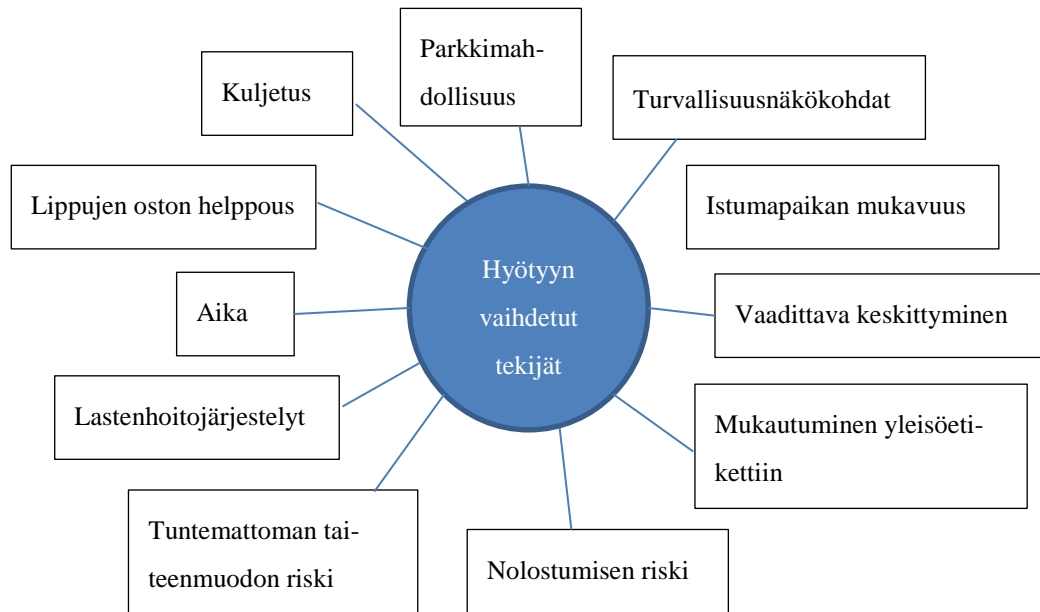 Parkkimah-
dollisuus
Kuljetus
Turvallisuusnäkökohdat
Lippujen oston helppous
Istumapaikan mukavuus
Hyötyyn
vaihdetut
tekijät
Aika
Vaadittava keskittyminen
Lastenhoitojärjestelyt
Mukautuminen yleisöeti-
kettiin
Tuntemattoman tai-
teenmuodon riski
Nolostumisen riski